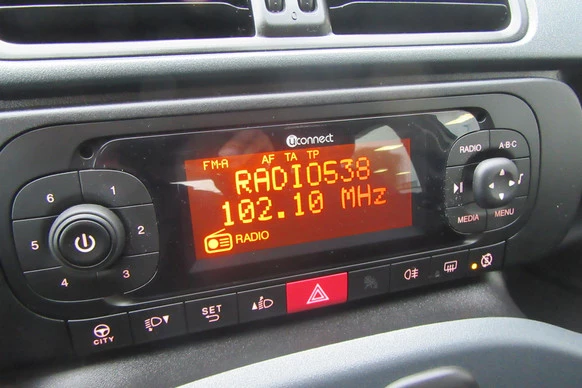 uconnect
FM-A AF TA TP
RADIO538
102.10 MHz
RADIO
6 1
5 2
4 3
RADIO A·B·C
MEDIA MENU
CITY
SET